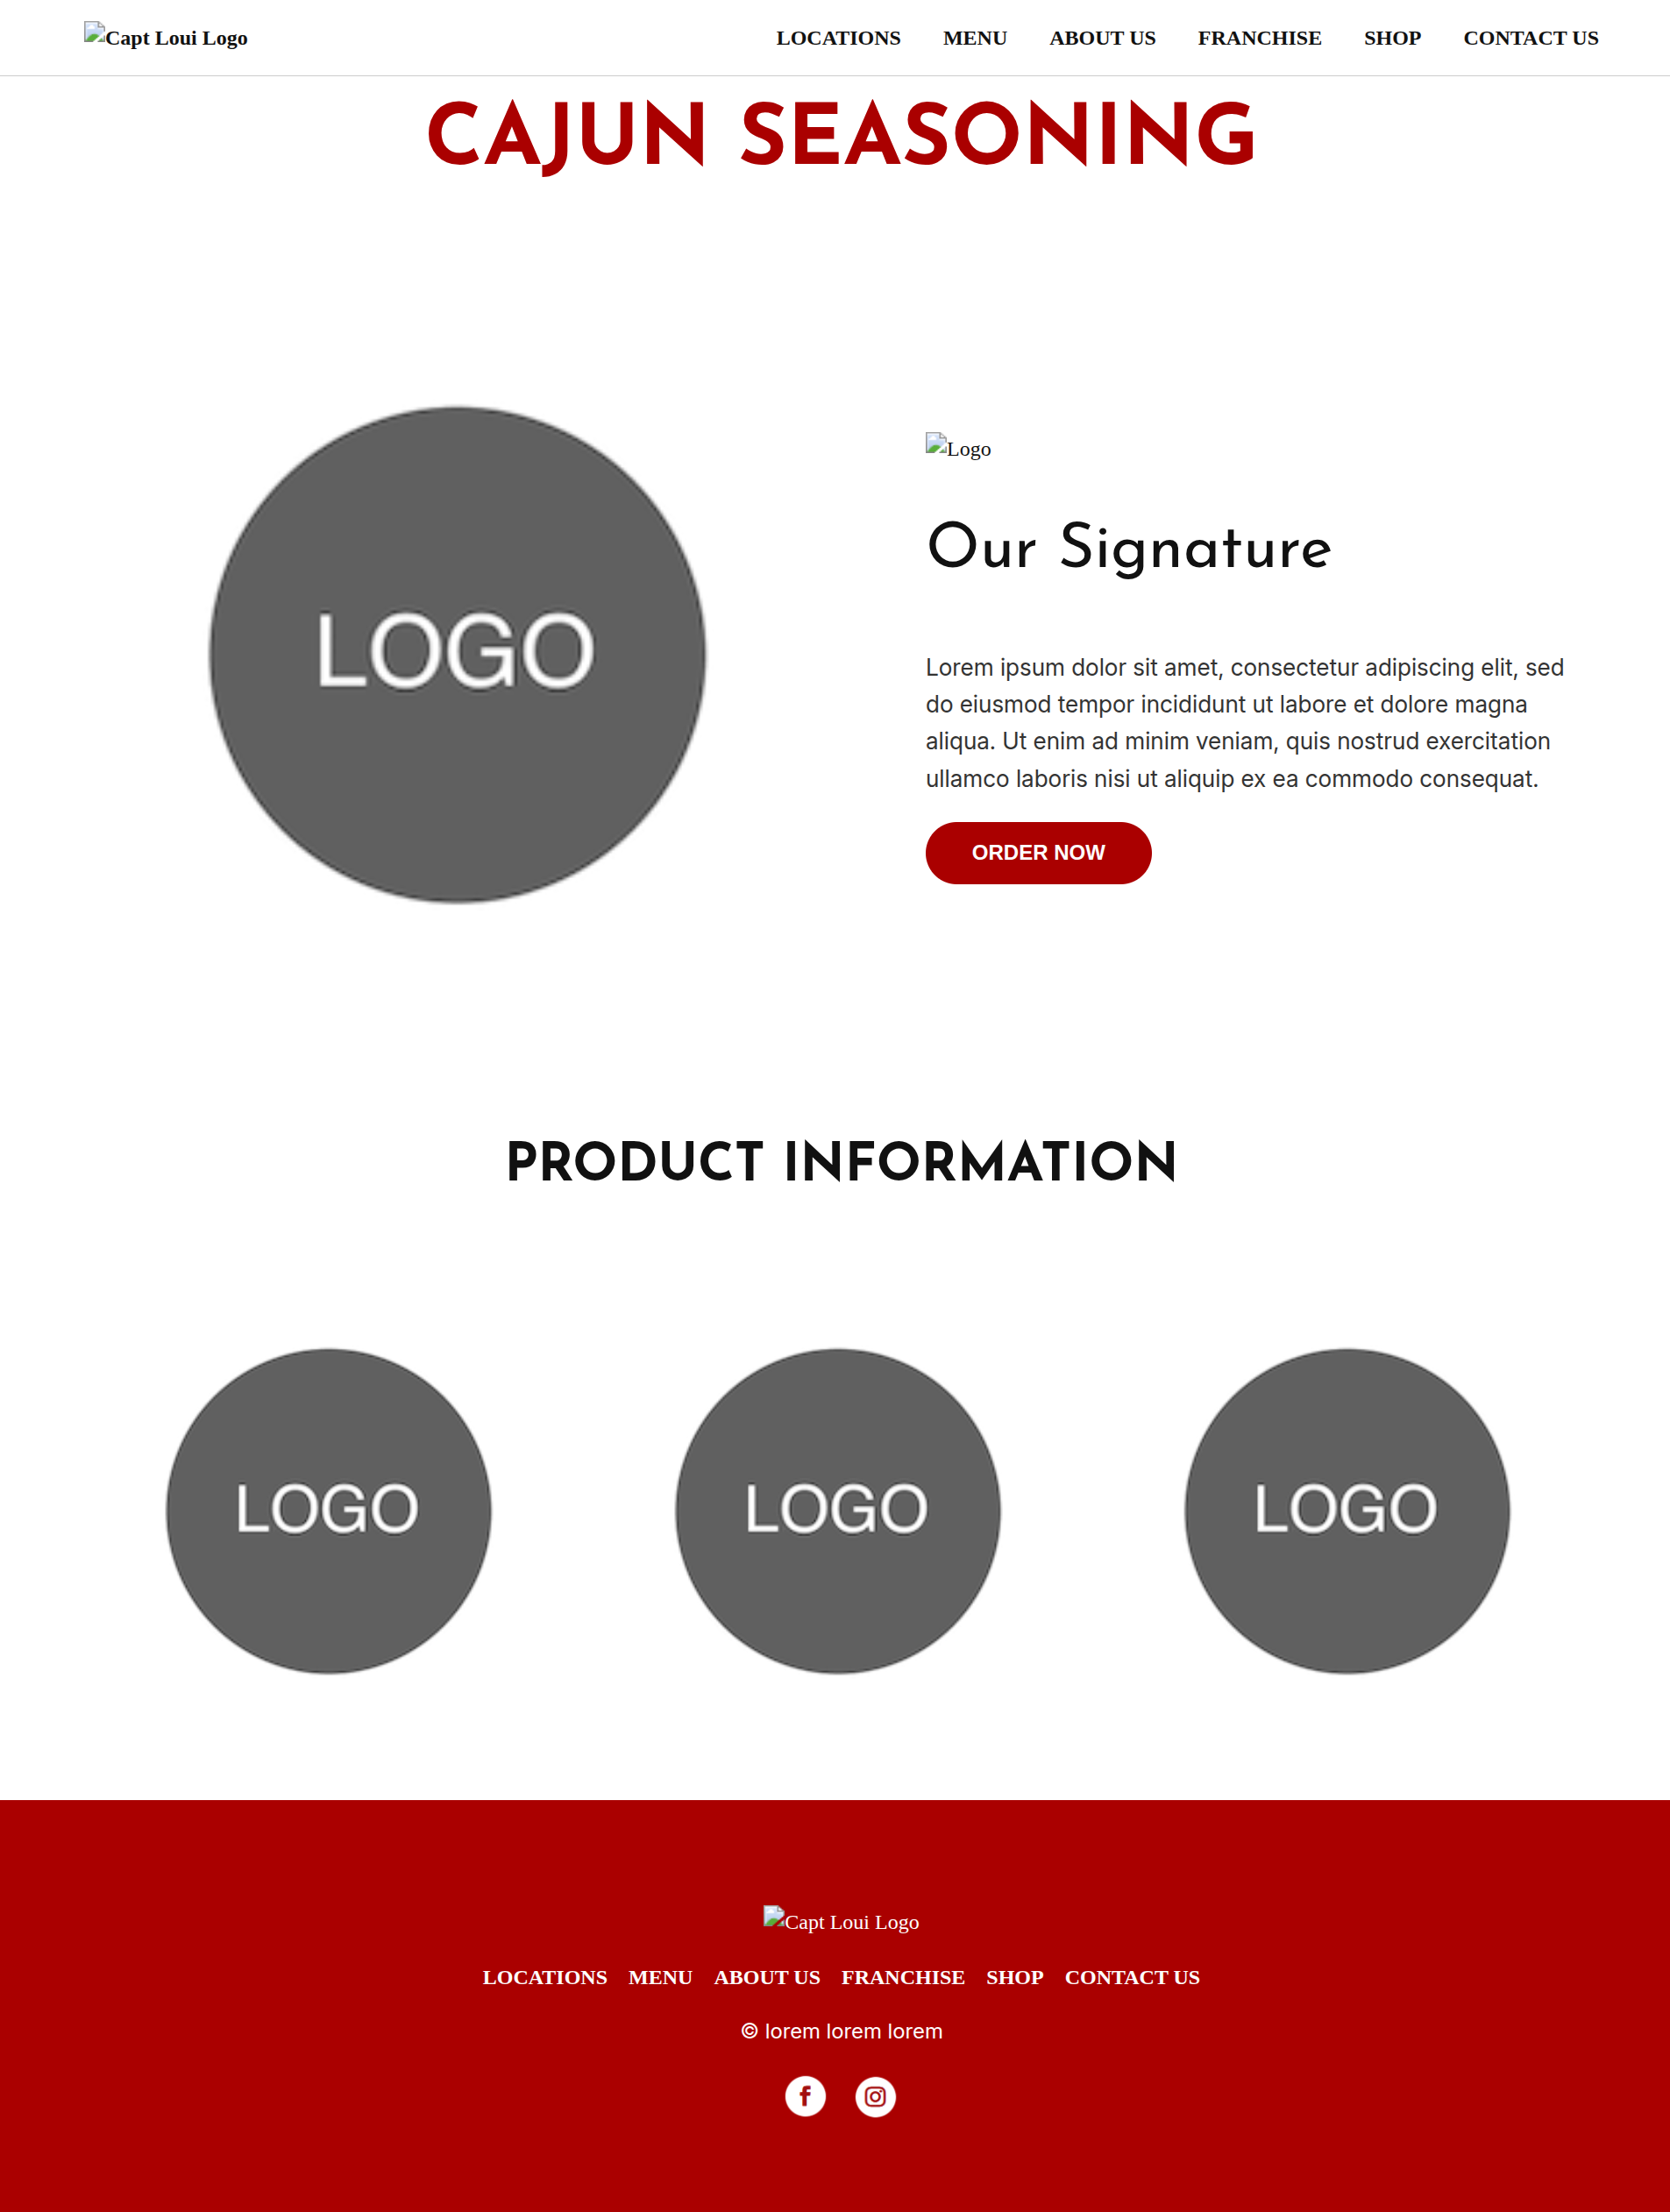 Capt Loui Logo LOCATIONS MENU ABOUT US FRANCHISE SHOP CONTACT US
CAJUN SEASONING
LOGO
Logo
Our Signature
Lorem ipsum dolor sit amet, consectetur adipiscing elit, sed
do eiusmod tempor incididunt ut labore et dolore magna
aliqua. Ut enim ad minim veniam, quis nostrud exercitation
ullamco laboris nisi ut aliquip ex ea commodo consequat.
ORDER NOW
PRODUCT INFORMATION
LOGO LOGO LOGO
Capt Loui Logo
LOCATIONS MENU ABOUT US FRANCHISE SHOP CONTACT US
© lorem lorem lorem